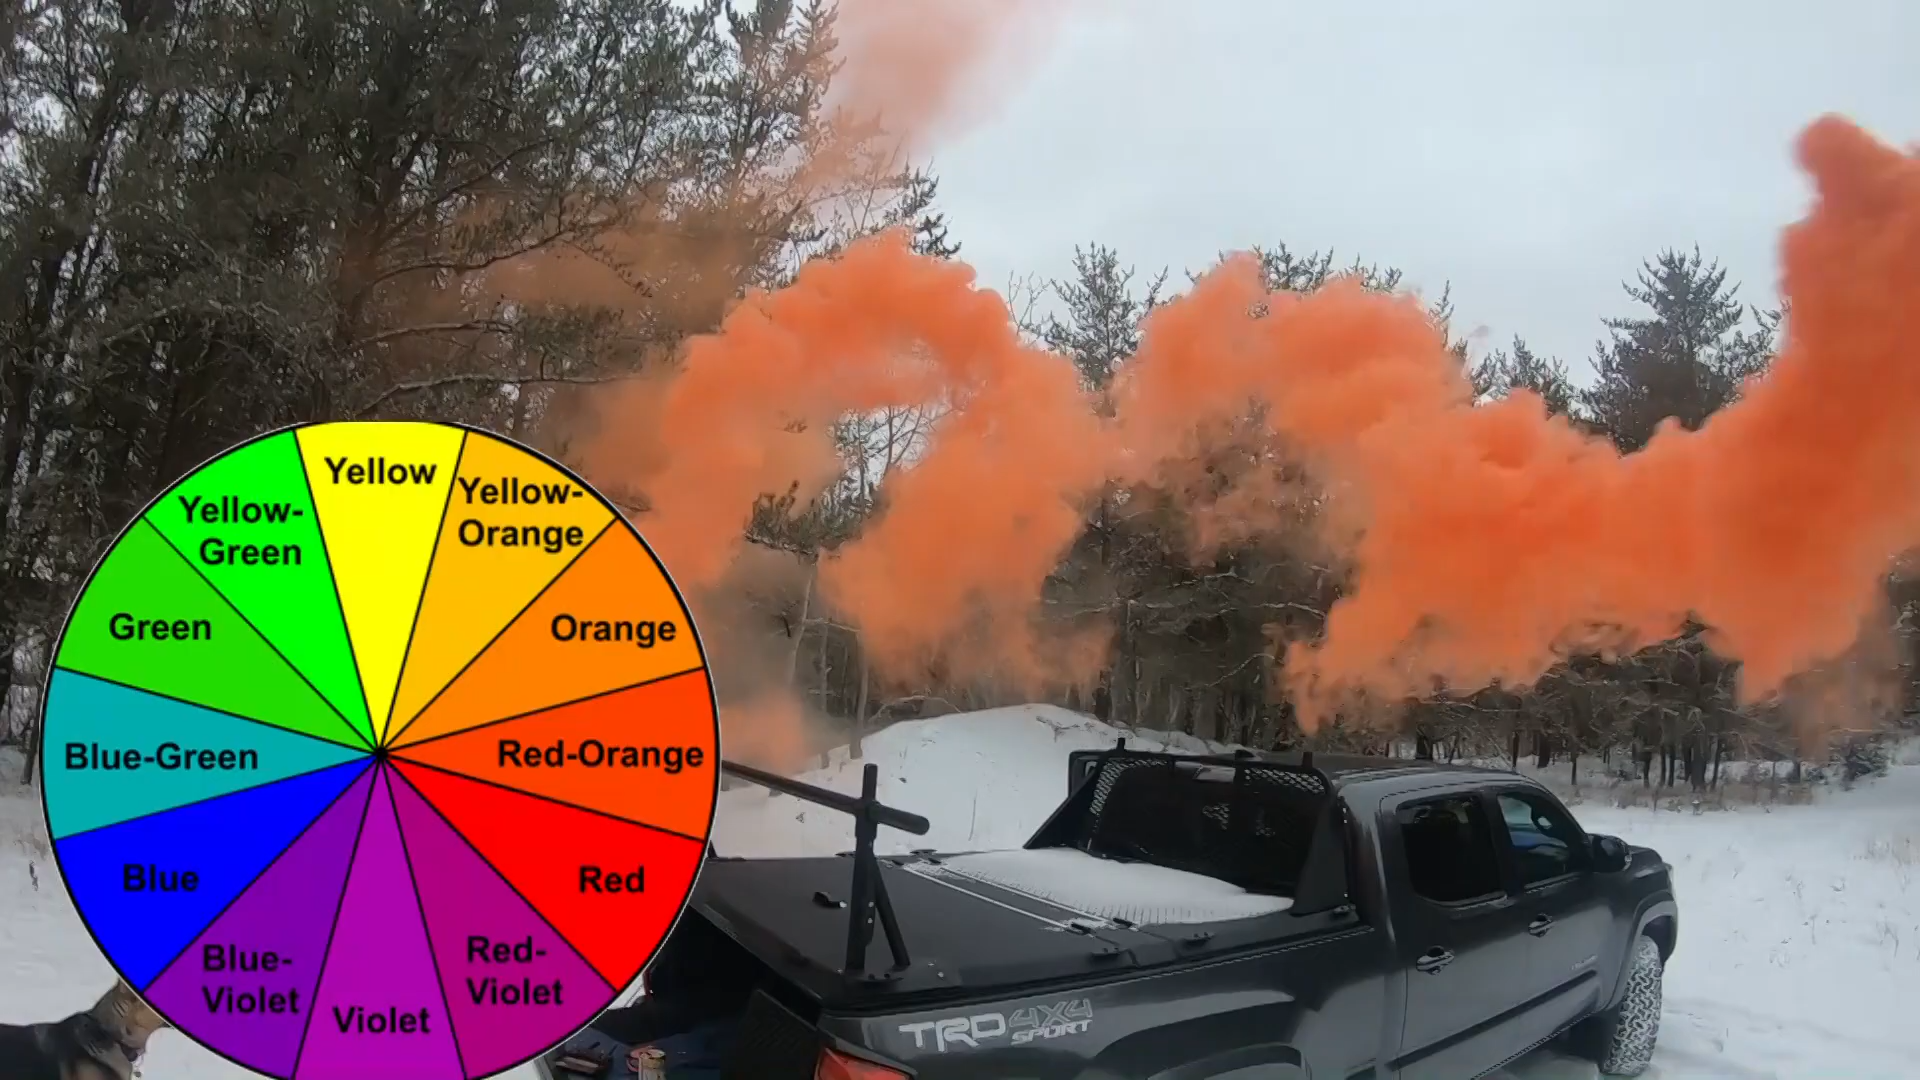 Yellow
Yellow-
Orange
Orange
Red-Orange
Red
Red-
Violet
Violet
Blue-
Violet
Blue
Blue-Green
Green
Yellow-
Green
TRD 4X4
SPORT